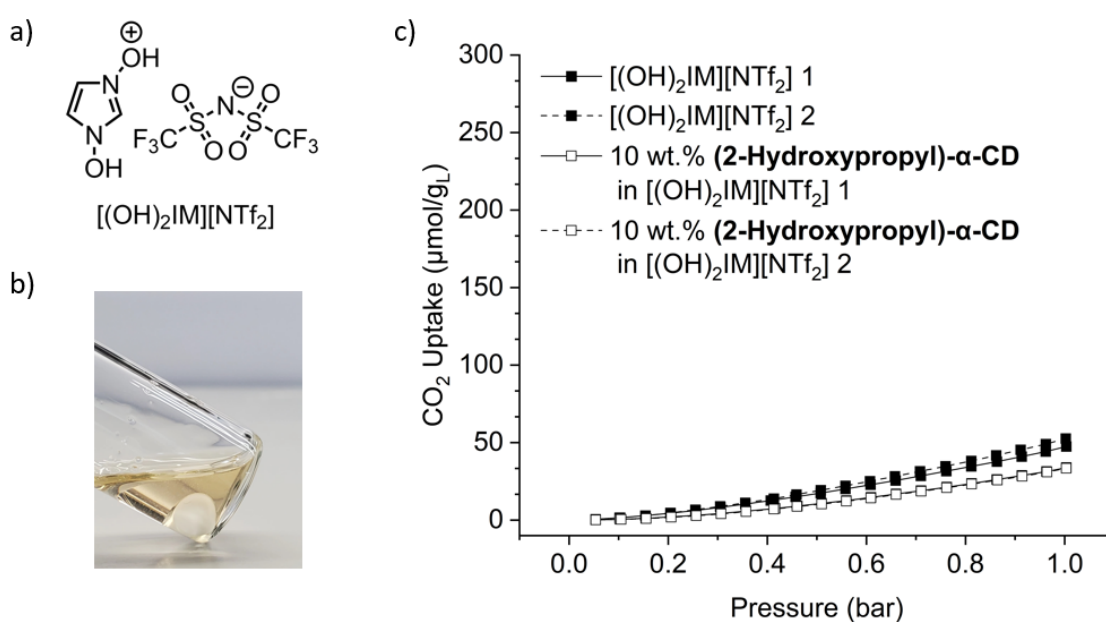 a)
⊕
OH
N
N
OH
⊖
O N O
S S
F₃C O O CF₃
[(OH)₂IM][NTf₂]
b)
c)
CO₂ Uptake (μmol/g_L)
300
250
200
150
100
50
0
[(OH)₂IM][NTf₂] 1
[(OH)₂IM][NTf₂] 2
10 wt.% (2-Hydroxypropyl)-α-CD
in [(OH)₂IM][NTf₂] 1
10 wt.% (2-Hydroxypropyl)-α-CD
in [(OH)₂IM][NTf₂] 2
0.0 0.2 0.4 0.6 0.8 1.0
Pressure (bar)